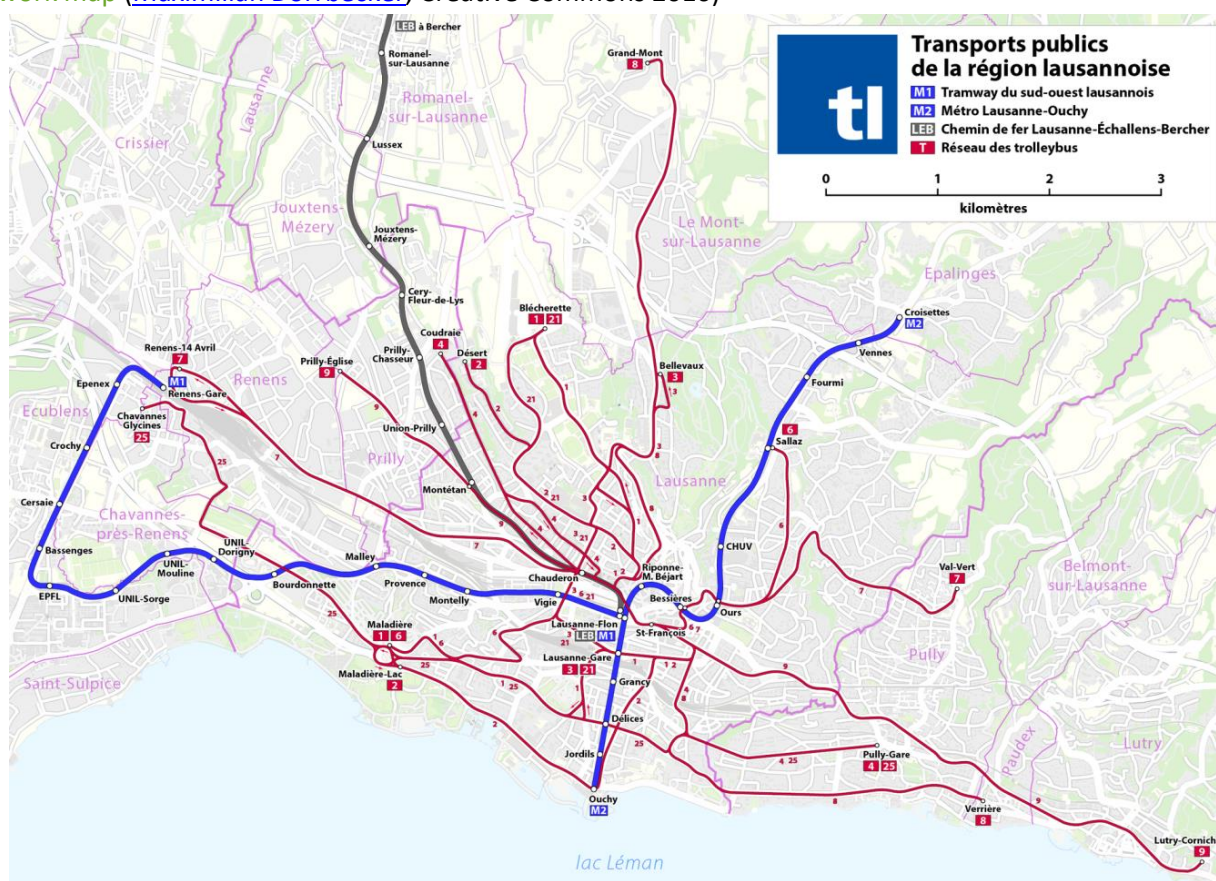 LEB à Bercher
Romanel-
sur-Lausanne
Grand-Mont
8
tl
Transports publics
de la région lausannoise
M1 Tramway du sud-ouest lausannois
M2 Métro Lausanne-Ouchy
LEB Chemin de fer Lausanne-Échallens-Bercher
T Réseau des trolleybus
0 1 2 3
kilomètres
Lausanne
Romanel-
sur-Lausanne
Crissier
Lussex
Jouxtens-
Mézery
Jouxtens-
Mézery
Le Mont-
sur-Lausanne
Epalinges
Cery-
Fleur-de-Lys
Blécherette
1 21
Croisettes
M2
Vennes
Coudraie
4
Désert
2
Prilly-
Chasseur
Renens-14 Avril
7
Prilly-Église
9
Bellevaux
3
Fourmi
M1
Renens-Gare
Renens
Epenex
Ecublens
Chavannes
Glycines
25
Crochy
Union-Prilly
Prilly
6
Sallaz
Lausanne
Montétan
Cersaie
Chavannes-
près-Renens
Bassenges
UNIL-
Dorigny
UNIL-
Mouline
Malley
CHUV
Bourdonnette
Provence
Chauderon
Riponne-
M. Béjart
Val-Vert
7
Belmont-
sur-Lausanne
EPFL
UNIL-Sorge
Montelly
Vigie
Bessières
Ours
Lausanne-Flon
LEB M1
St-François
Maladière
1 6
Lausanne-Gare
3 21
Pully
Maladière-Lac
2
Grancy
Saint-Sulpice
Délices
Jordils
Pully-Gare
4 25
Paudex
Lutry
Ouchy
M2
Verrière
8
Lutry-Cornich
9
lac Léman